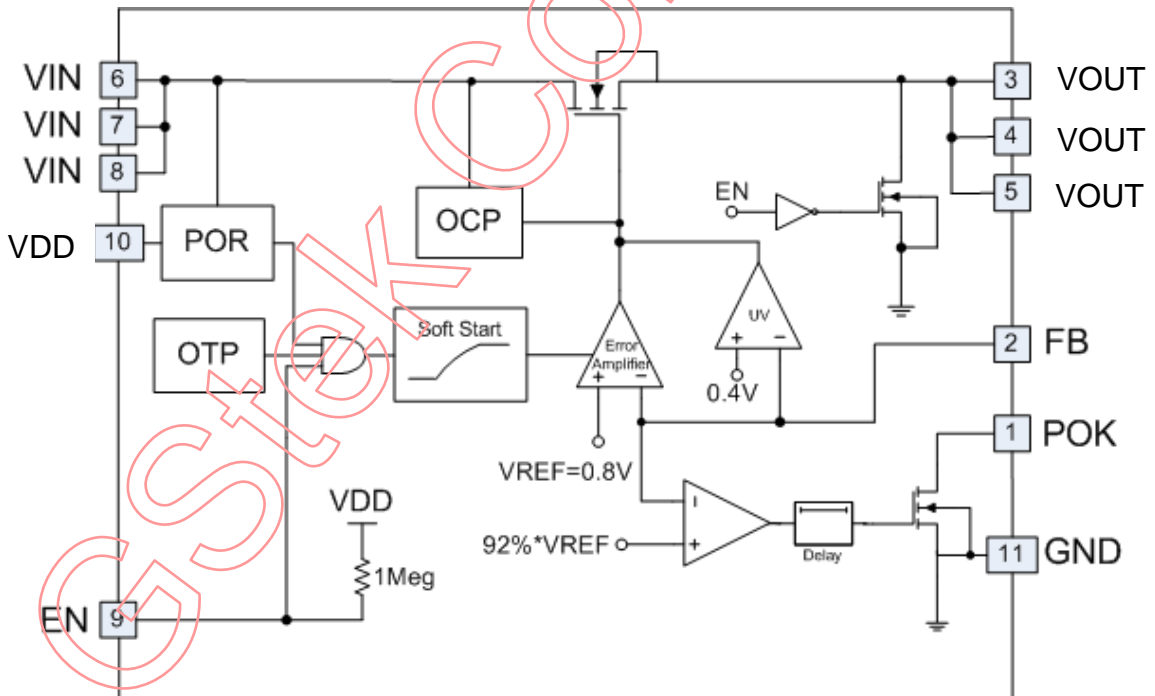 VIN 6
VIN 7
VIN 8
VDD 10
POR
OTP
OCP
Soft Start
Error
Amplifier
+ −
VREF=0.8V
UV
+ −
0.4V
EN
3 VOUT
4 VOUT
5 VOUT
2 FB
1 POK
11 GND
92%*VREF
+
Delay
VDD
1Meg
EN 9
GStek Co